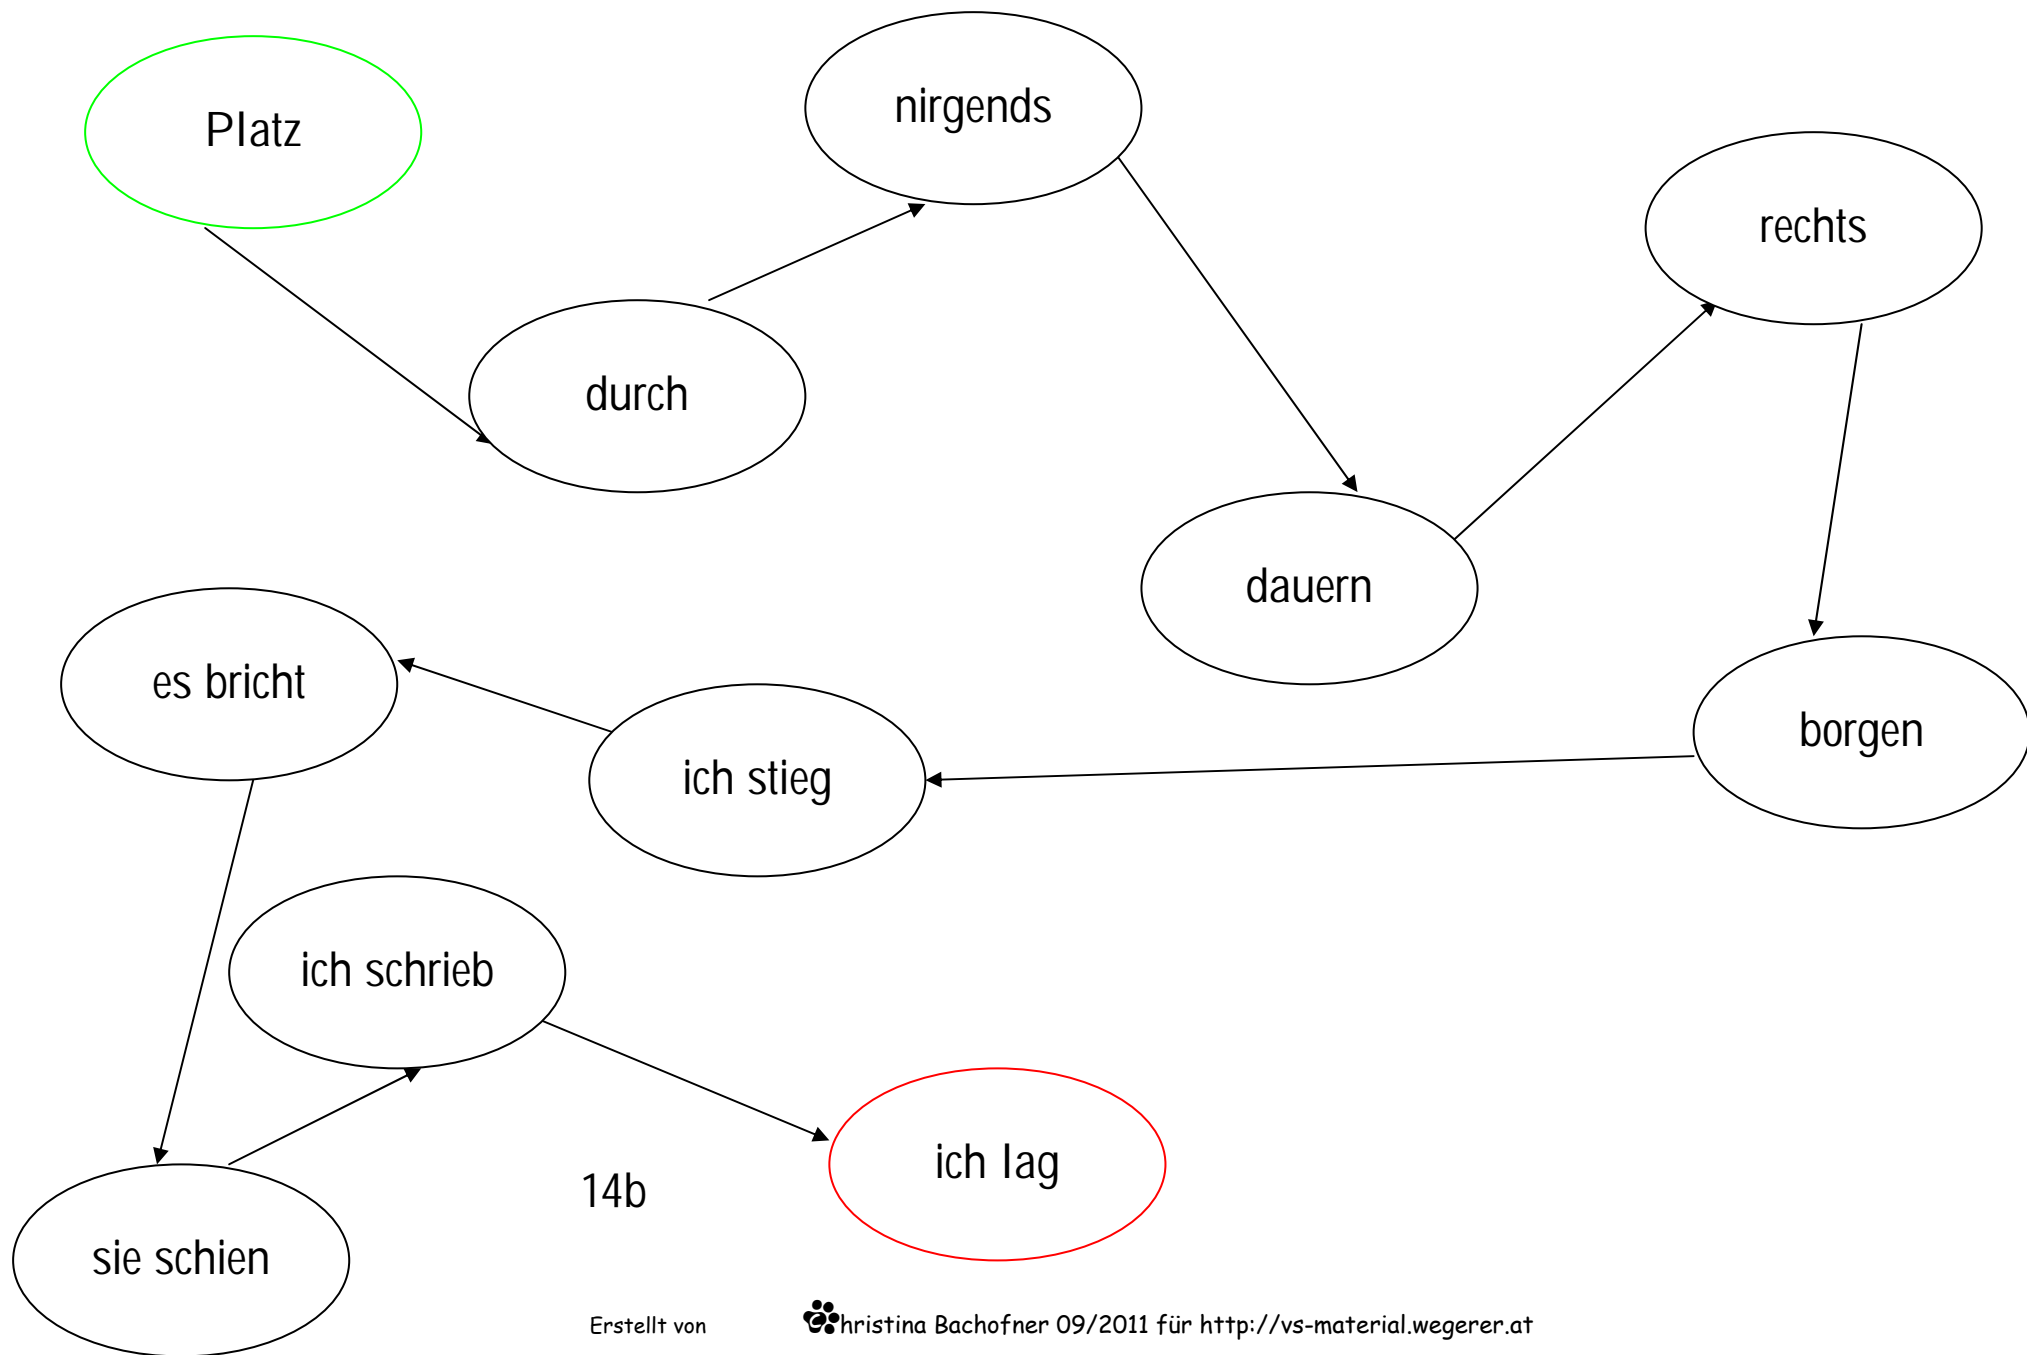 Platz
durch
nirgends
dauern
rechts
borgen
ich stieg
es bricht
sie schien
ich schrieb
ich lag
14b
Erstellt von Christina Bachofner 09/2011 für http://vs-material.wegerer.at